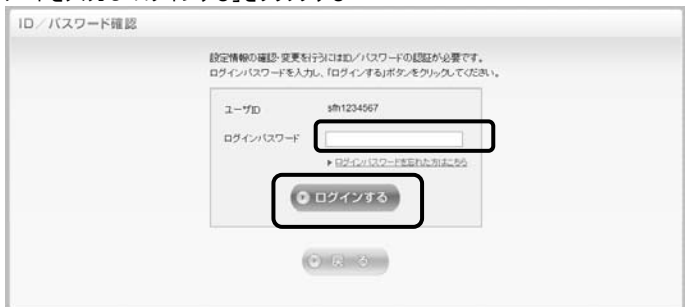 ID／パスワード確認
設定情報の確認・変更を行うにはID／パスワードの認証が必要です。
ログインパスワードを入力し、「ログインする」ボタンをクリックしてください。
ユーザID sfh1234567
ログインパスワード
ログインパスワードを忘れた方はこちら
ログインする
戻る